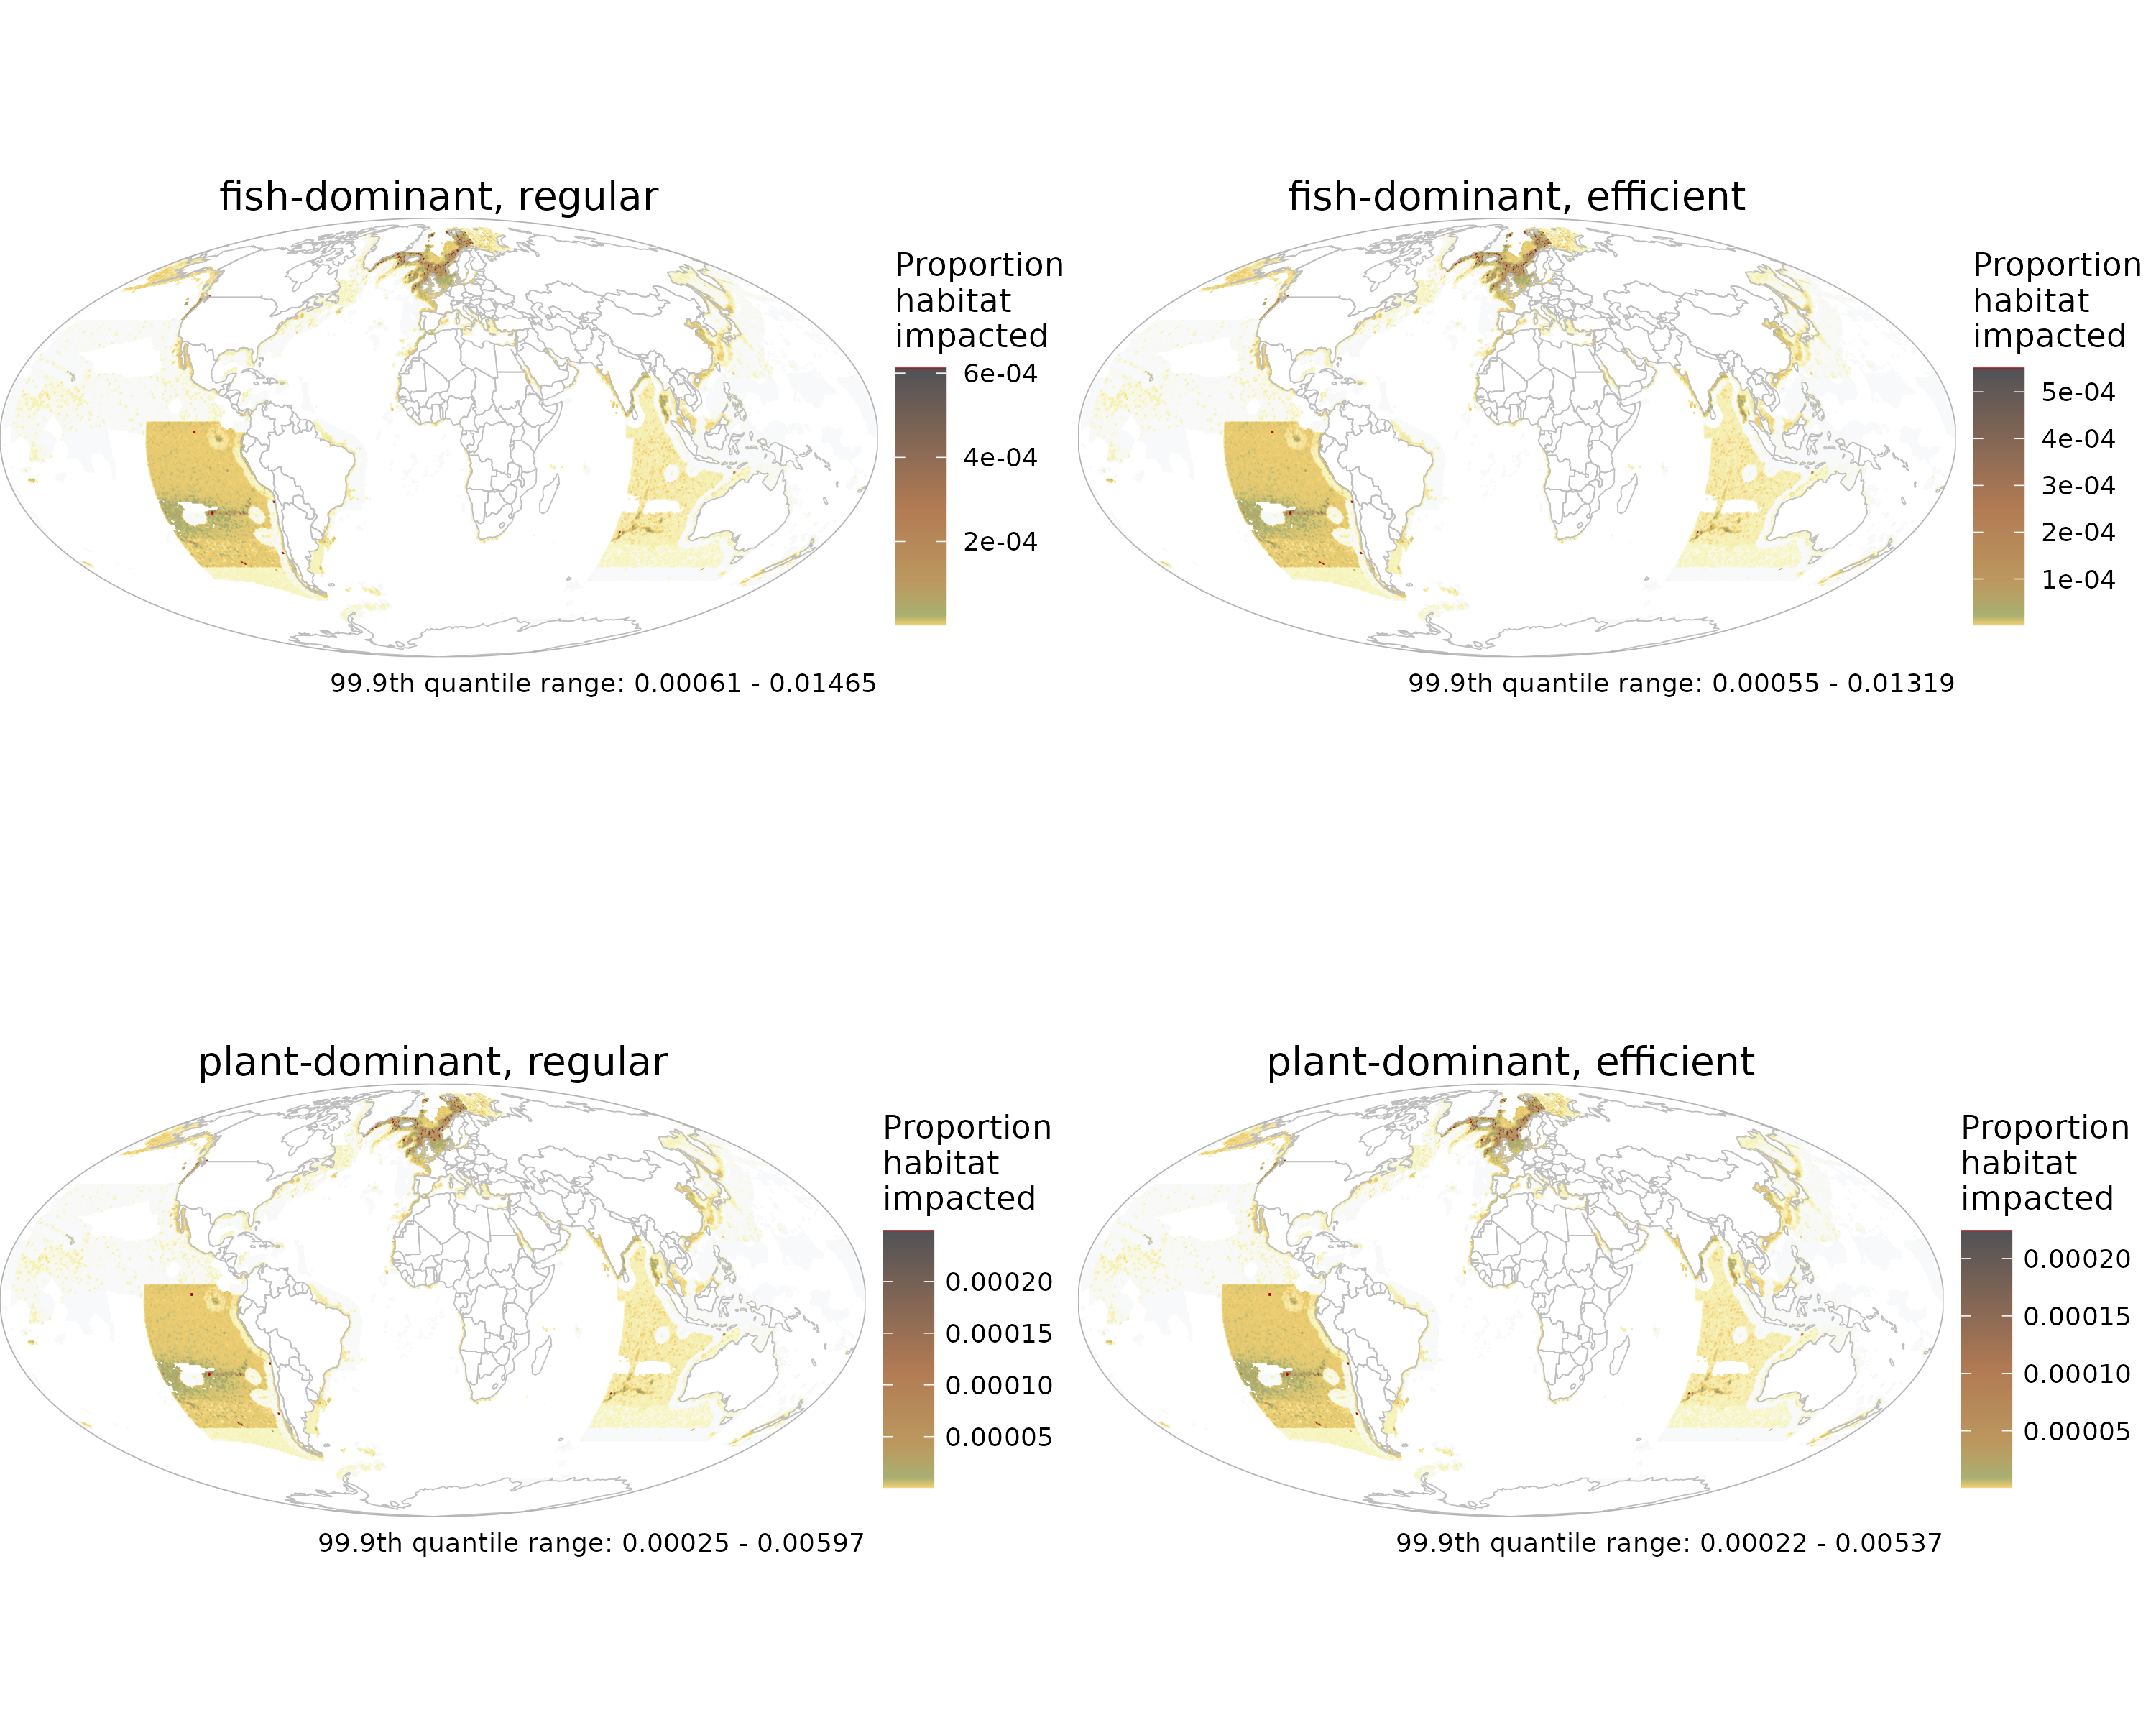 fish-dominant, regular
Proportion
habitat
impacted
6e-04
4e-04
2e-04
99.9th quantile range: 0.00061 - 0.01465
fish-dominant, efficient
Proportion
habitat
impacted
5e-04
4e-04
3e-04
2e-04
1e-04
99.9th quantile range: 0.00055 - 0.01319
plant-dominant, regular
Proportion
habitat
impacted
0.00020
0.00015
0.00010
0.00005
99.9th quantile range: 0.00025 - 0.00597
plant-dominant, efficient
Proportion
habitat
impacted
0.00020
0.00015
0.00010
0.00005
99.9th quantile range: 0.00022 - 0.00537